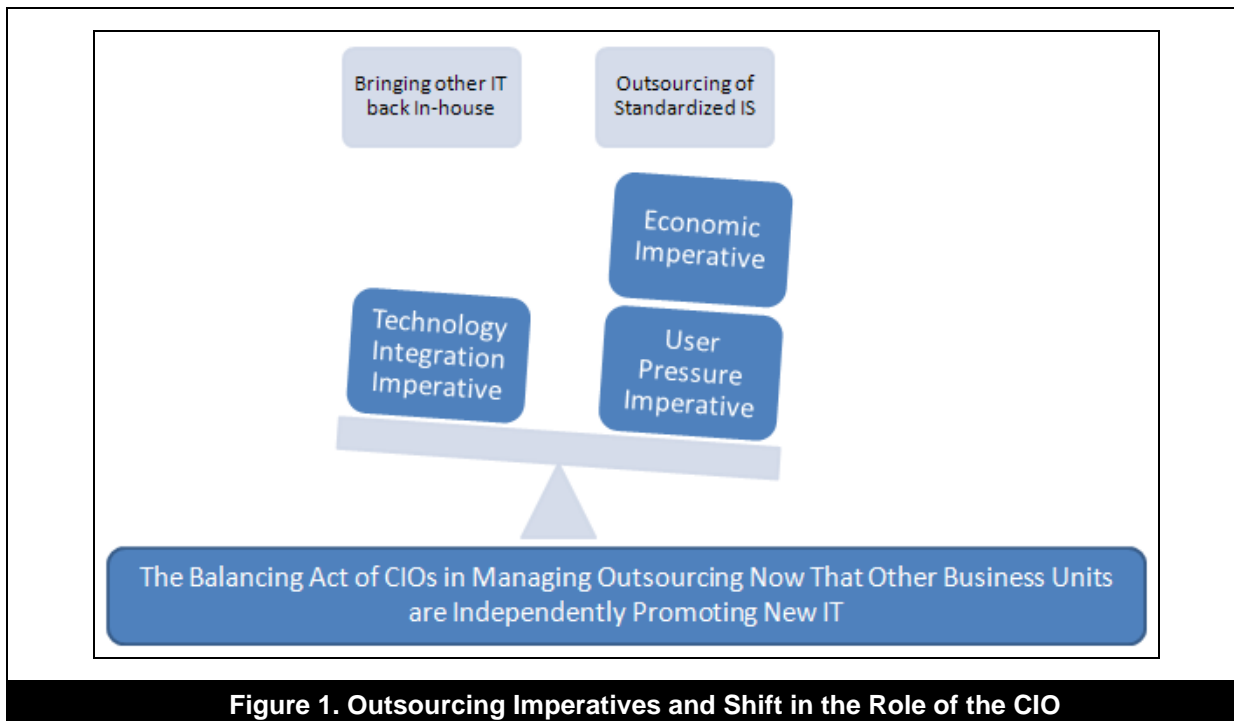 Bringing other IT
back In-house
Outsourcing of
Standardized IS
Economic
Imperative
Technology
Integration
Imperative
User
Pressure
Imperative
The Balancing Act of CIOs in Managing Outsourcing Now That Other Business Units
are Independently Promoting New IT
Figure 1. Outsourcing Imperatives and Shift in the Role of the CIO